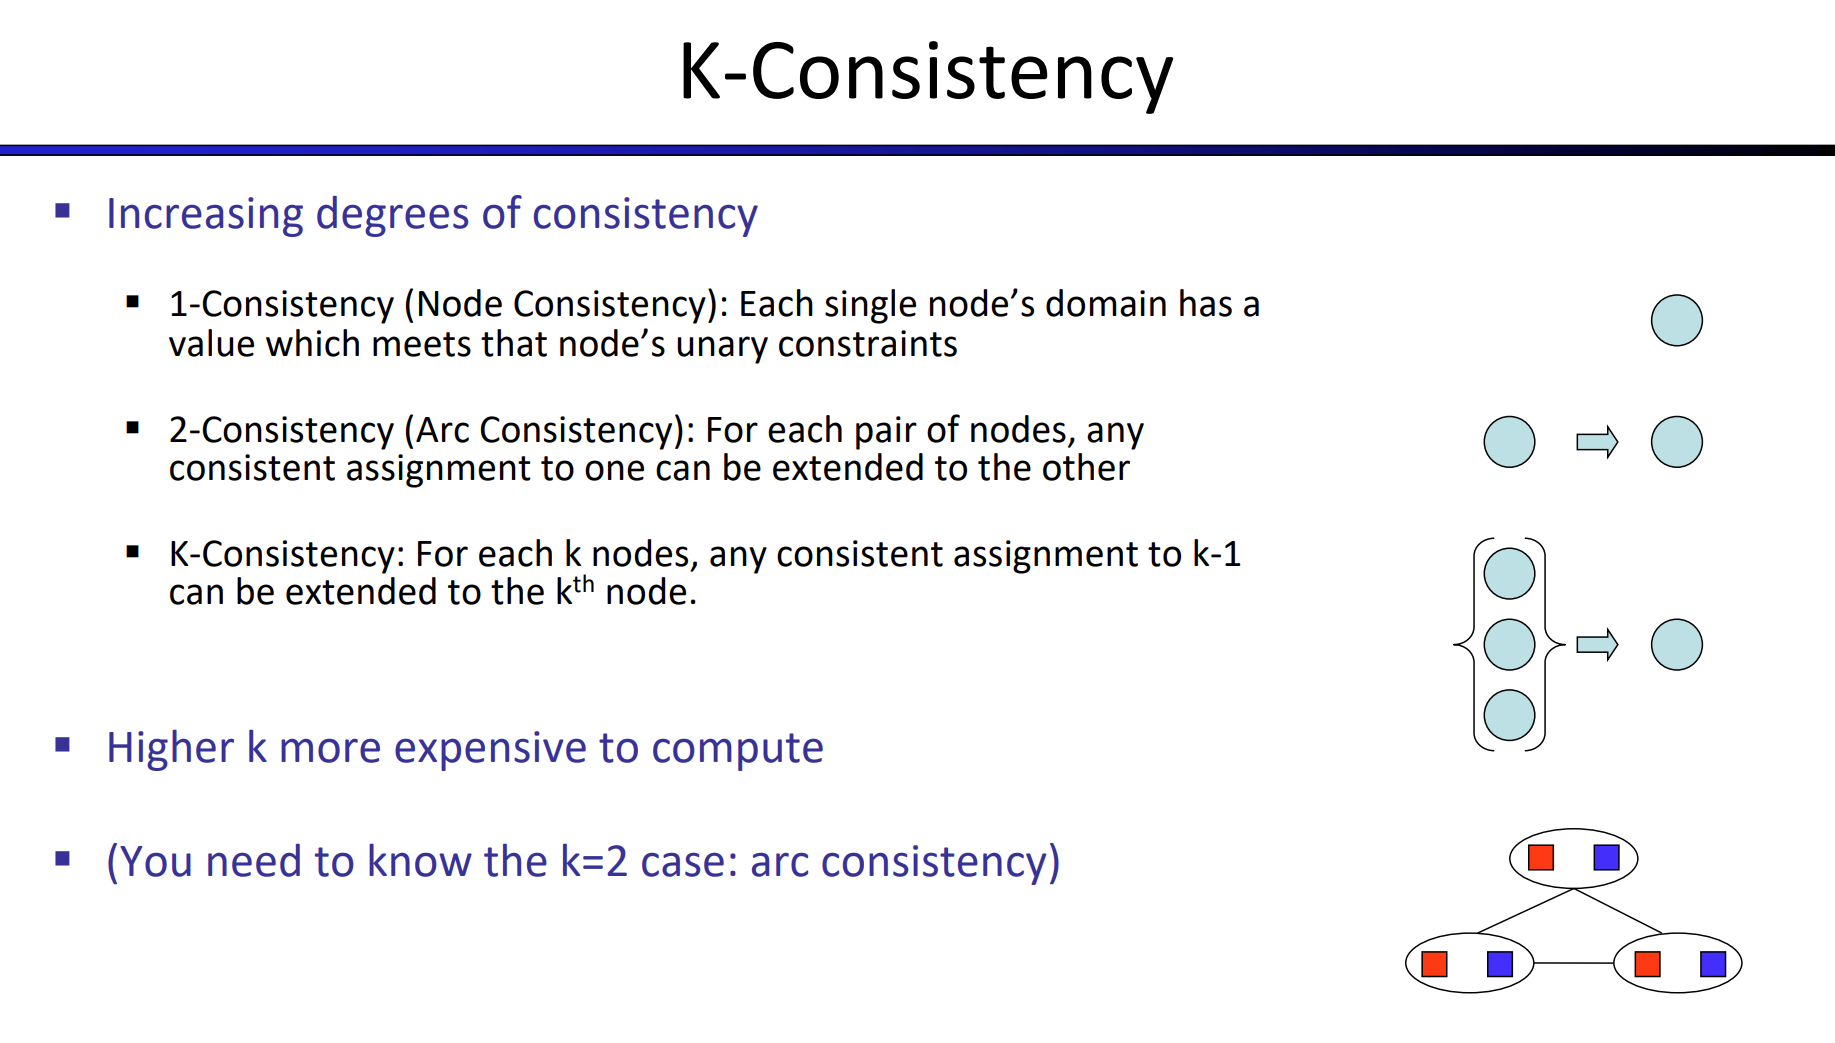 K-Consistency
▪ Increasing degrees of consistency
▪ 1-Consistency (Node Consistency): Each single node’s domain has a
value which meets that node’s unary constraints
▪ 2-Consistency (Arc Consistency): For each pair of nodes, any
consistent assignment to one can be extended to the other
▪ K-Consistency: For each k nodes, any consistent assignment to k-1
can be extended to the kth node.
▪ Higher k more expensive to compute
▪ (You need to know the k=2 case: arc consistency)